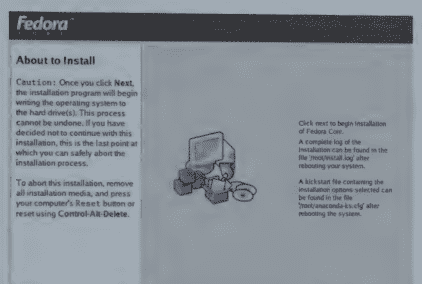 Fedora
CORE
About to Install
Caution: Once you click Next,
the installation program will begin
writing the operating system to
the hard drive(s). This process
cannot be undone. If you have
decided not to continue with this
installation, this is the last point at
which you can safely abort the
installation process.
To abort this installation, remove
all installation media, and press
your computer's Reset button or
reset using Control-Alt-Delete.
Click next to begin installation
of Fedora Core.
A complete log of the
installation can be found in the
file '/root/install.log' after
rebooting your system.
A kickstart file containing the
installation options selected can
be found in the file
'/root/anaconda-ks.cfg' after
rebooting the system.